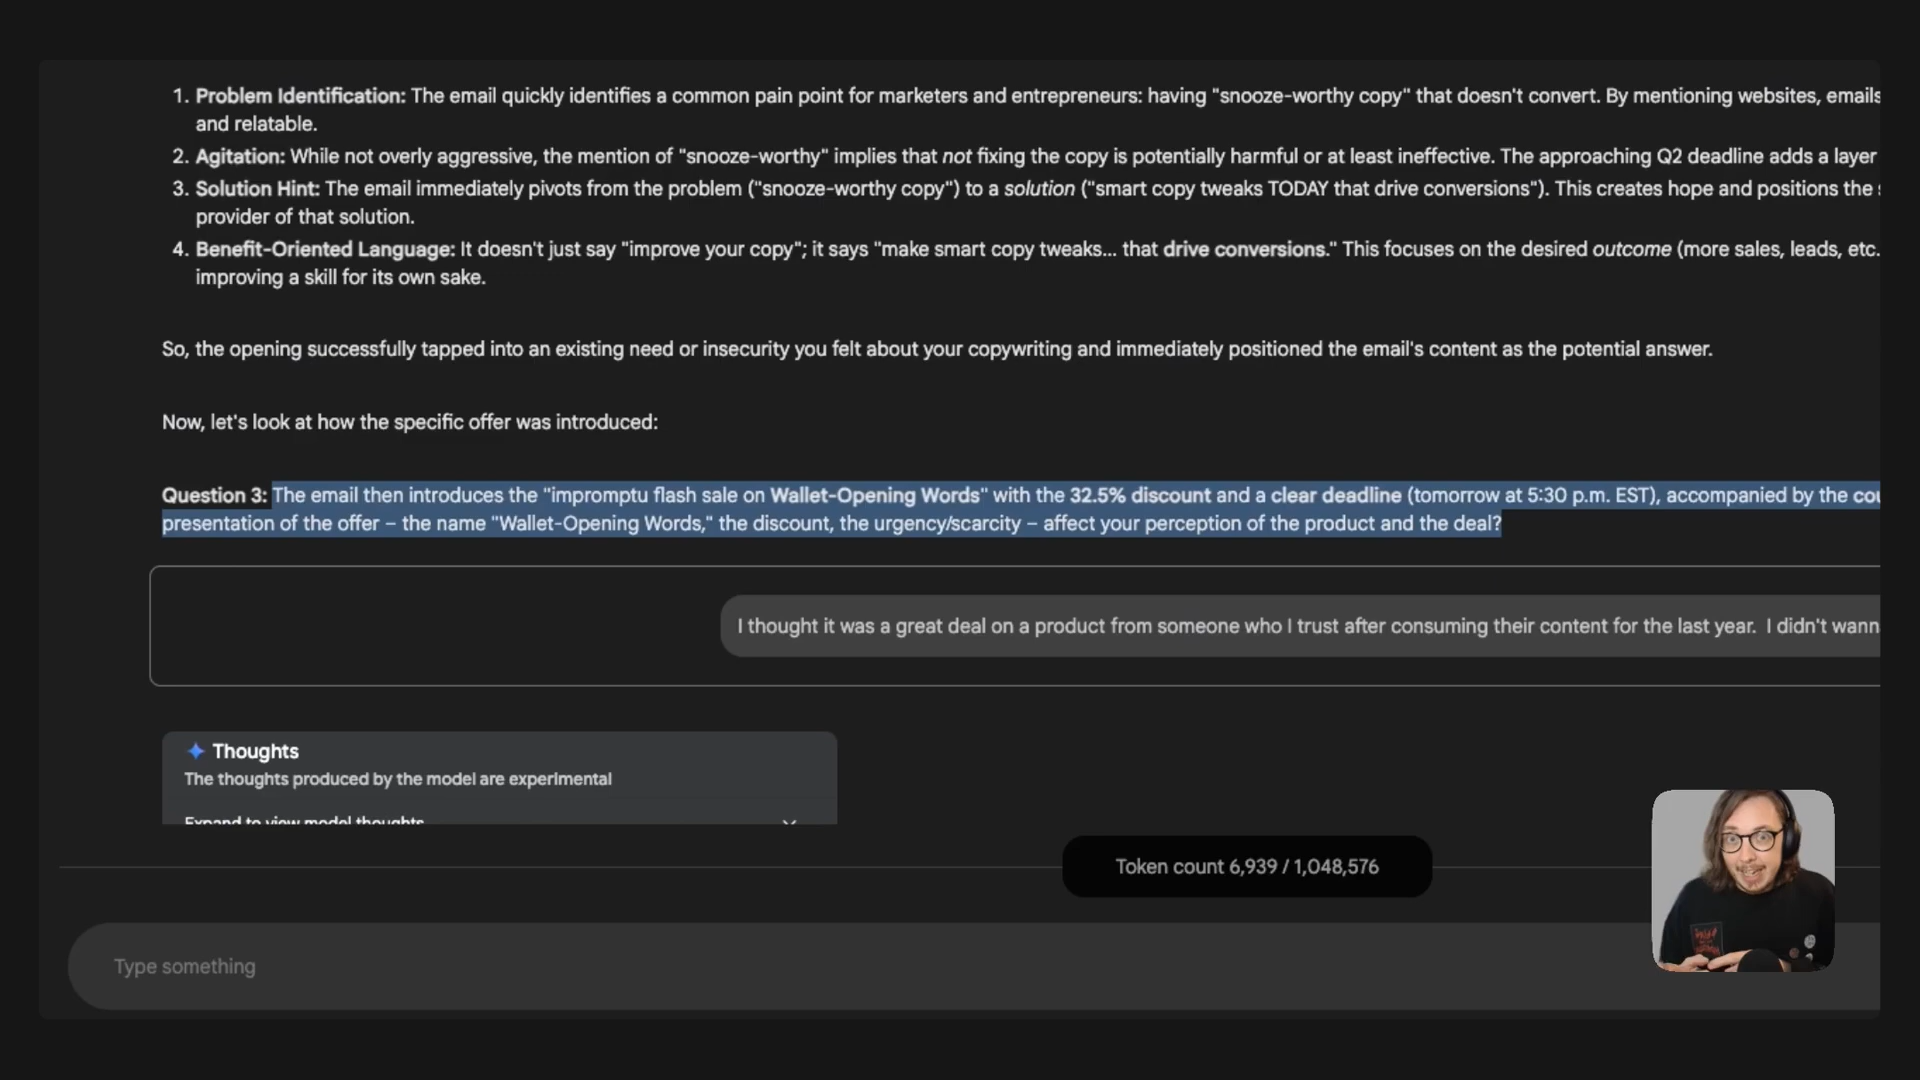 1. Problem Identification: The email quickly identifies a common pain point for marketers and entrepreneurs: having "snooze-worthy copy" that doesn't convert. By mentioning websites, emails
and relatable.
2. Agitation: While not overly aggressive, the mention of "snooze-worthy" implies that not fixing the copy is potentially harmful or at least ineffective. The approaching Q2 deadline adds a layer
3. Solution Hint: The email immediately pivots from the problem ("snooze-worthy copy") to a solution ("smart copy tweaks TODAY that drive conversions"). This creates hope and positions the
provider of that solution.
4. Benefit-Oriented Language: It doesn't just say "improve your copy"; it says "make smart copy tweaks... that drive conversions." This focuses on the desired outcome (more sales, leads, etc.
improving a skill for its own sake.
So, the opening successfully tapped into an existing need or insecurity you felt about your copywriting and immediately positioned the email's content as the potential answer.
Now, let's look at how the specific offer was introduced:
Question 3: The email then introduces the "impromptu flash sale on Wallet-Opening Words" with the 32.5% discount and a clear deadline (tomorrow at 5:30 p.m. EST), accompanied by the
presentation of the offer – the name "Wallet-Opening Words," the discount, the urgency/scarcity – affect your perception of the product and the deal?
I thought it was a great deal on a product from someone who I trust after consuming their content for the last year. I didn't wann
Thoughts
The thoughts produced by the model are experimental
Expand to view model thoughts
Token count 6,939 / 1,048,576
Type something